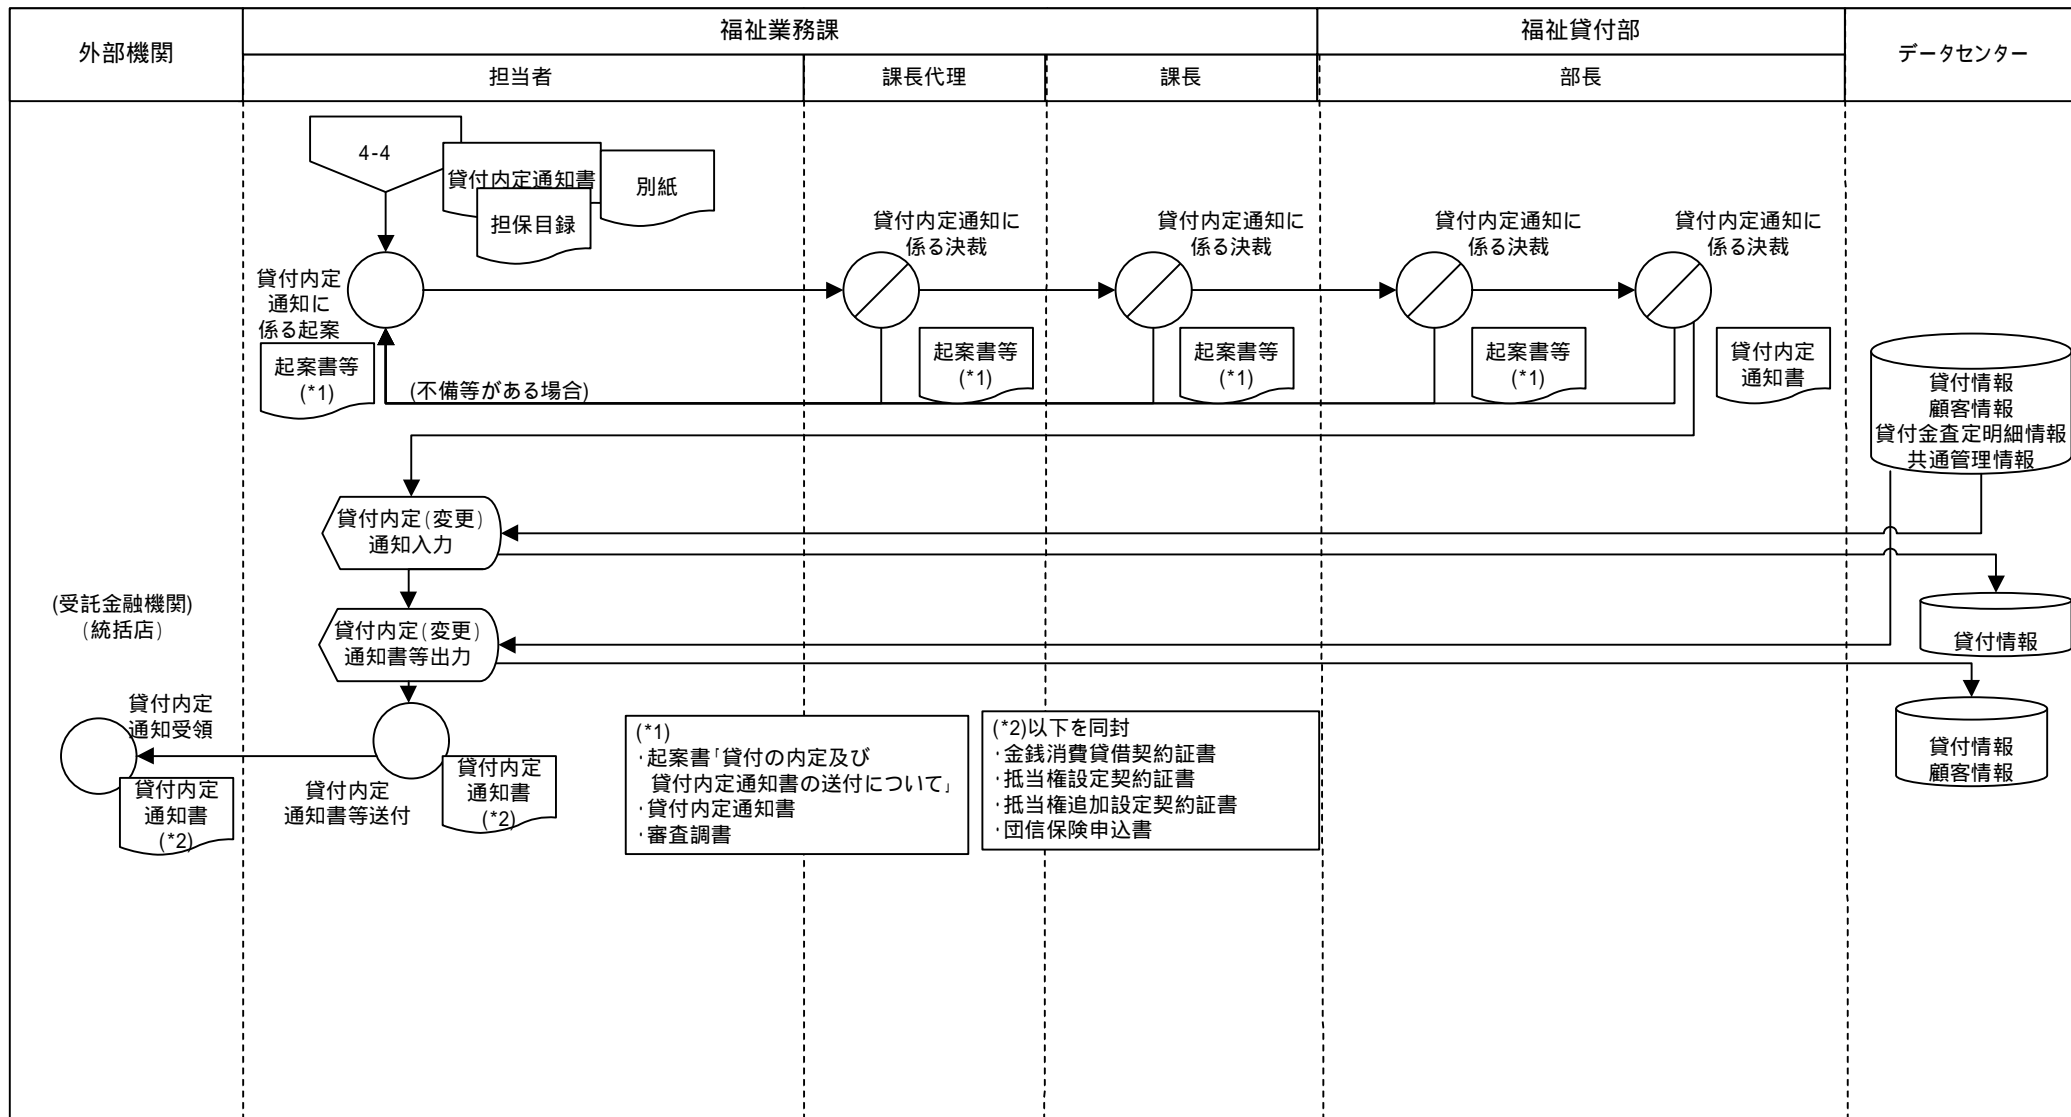 外部機関
福祉業務課
福祉貸付部
データセンター
担当者
課長代理
課長
部長
4-4
貸付内定通知書
別紙
担保目録
貸付内定
通知に
係る起案
貸付内定通知に
係る決裁
貸付内定通知に
係る決裁
貸付内定通知に
係る決裁
貸付内定通知に
係る決裁
起案書等
(*1)
(不備等がある場合)
起案書等
(*1)
起案書等
(*1)
起案書等
(*1)
貸付内定
通知書
貸付情報
顧客情報
貸付金査定明細情報
共通管理情報
貸付内定(変更)
通知入力
(受託金融機関)
(統括店)
貸付内定(変更)
通知書等出力
貸付情報
貸付内定
通知受領
貸付内定
通知書
(*2)
貸付内定
通知書等送付
貸付内定
通知書
(*2)
(*1)
・起案書「貸付の内定及び
貸付内定通知書の送付について」
・貸付内定通知書
・審査調書
(*2)以下を同封
・金銭消費貸借契約証書
・抵当権設定契約証書
・抵当権追加設定契約証書
・団信保険申込書
貸付情報
顧客情報